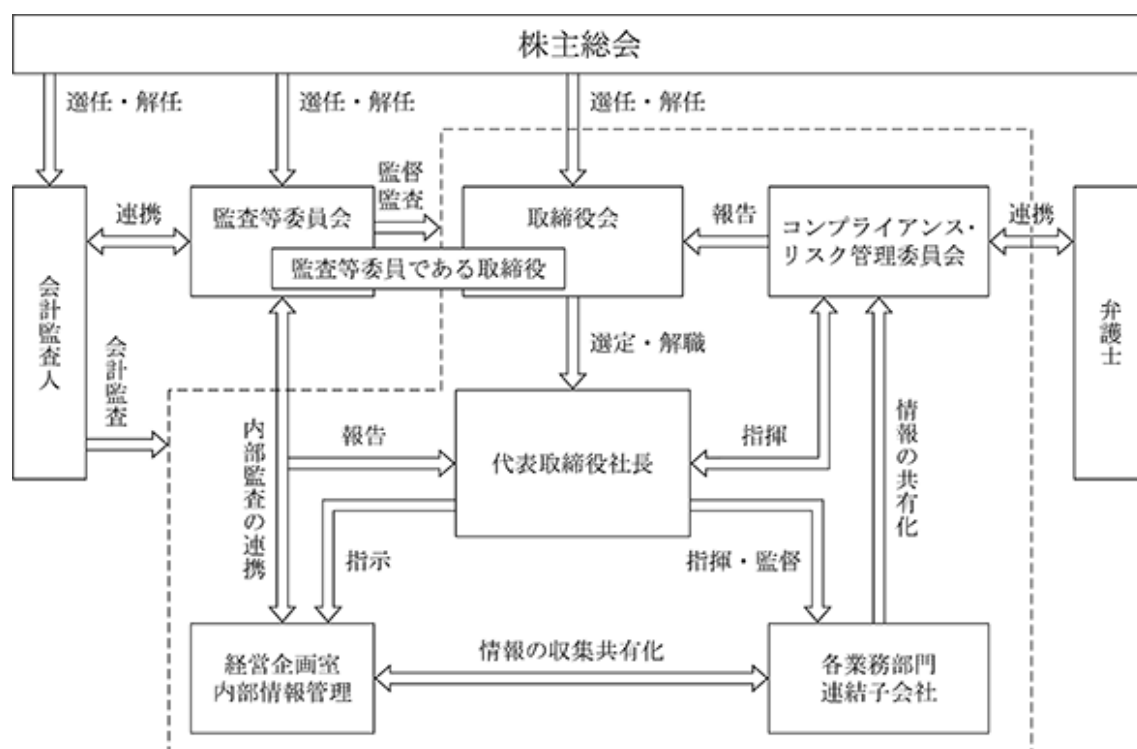 株主総会
選任・解任
選任・解任
選任・解任
監督
監査
連携
監査等委員会
取締役会
報告
コンプライアンス・
リスク管理委員会
連携
監査等委員である取締役
会計監査人
弁護士
選定・解職
会計監査
内部監査の連携
報告
代表取締役社長
指揮
情報の共有化
指示
指揮・監督
経営企画室
内部情報管理
情報の収集共有化
各業務部門
連結子会社